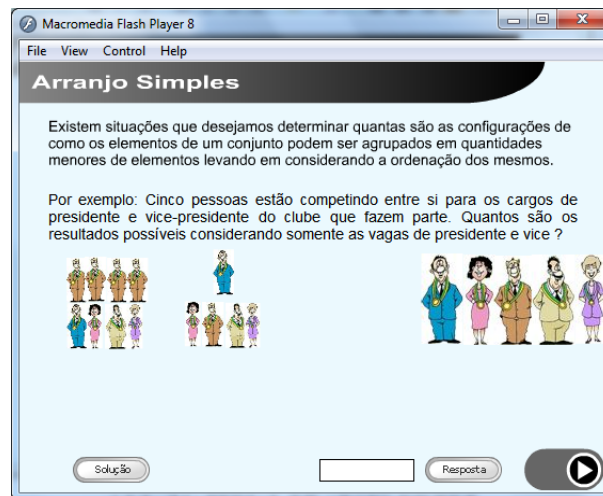 Macromedia Flash Player 8
File View Control Help
Arranjo Simples
Existem situações que desejamos determinar quantas são as configurações de
como os elementos de um conjunto podem ser agrupados em quantidades
menores de elementos levando em considerando a ordenação dos mesmos.
Por exemplo: Cinco pessoas estão competindo entre si para os cargos de
presidente e vice-presidente do clube que fazem parte. Quantos são os
resultados possíveis considerando somente as vagas de presidente e vice ?
Solução
Resposta